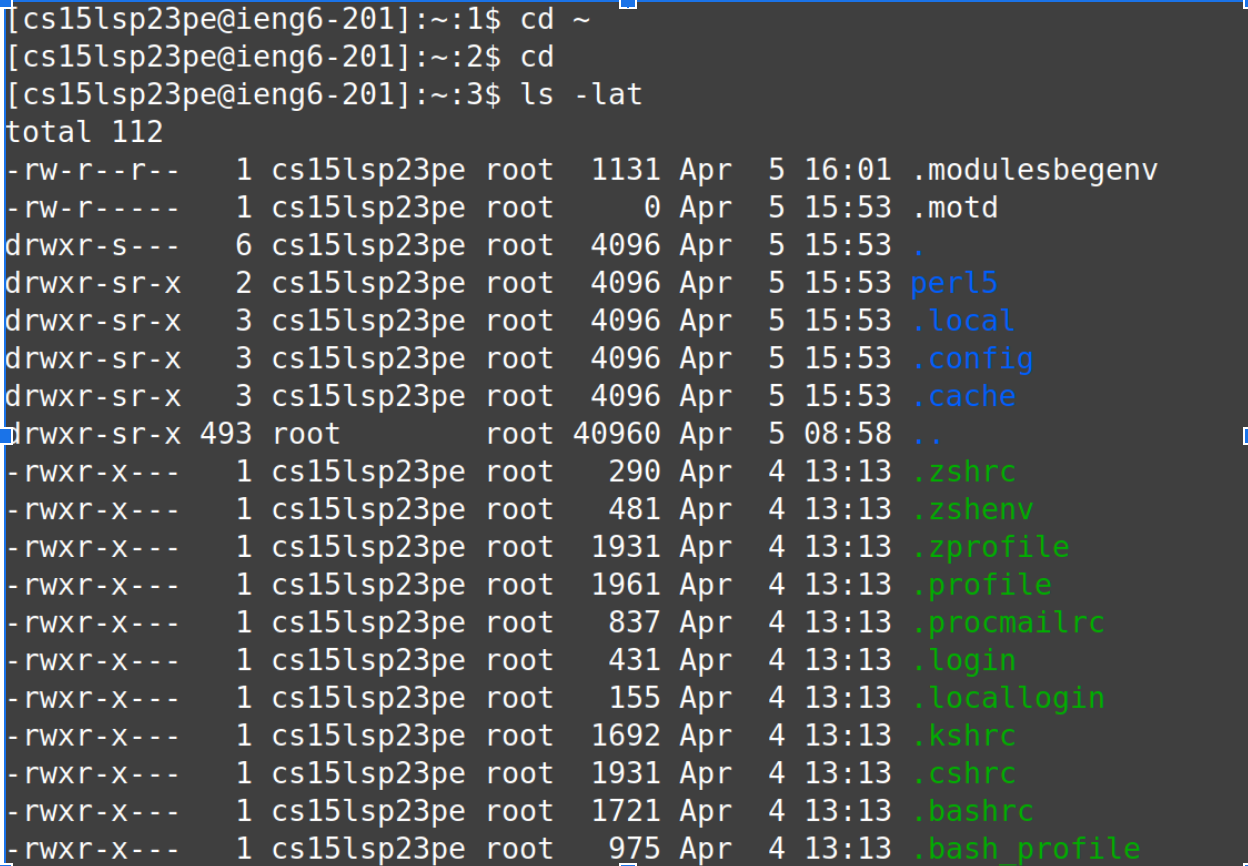 [cs15lsp23pe@ieng6-201]:~:1$ cd ~
[cs15lsp23pe@ieng6-201]:~:2$ cd
[cs15lsp23pe@ieng6-201]:~:3$ ls -lat
total 112
-rw-r--r--   1 cs15lsp23pe root  1131 Apr  5 16:01 .modulesbegenv
-rw-r-----   1 cs15lsp23pe root     0 Apr  5 15:53 .motd
drwxr-s---   6 cs15lsp23pe root  4096 Apr  5 15:53 .
drwxr-sr-x   2 cs15lsp23pe root  4096 Apr  5 15:53 perl5
drwxr-sr-x   3 cs15lsp23pe root  4096 Apr  5 15:53 .local
drwxr-sr-x   3 cs15lsp23pe root  4096 Apr  5 15:53 .config
drwxr-sr-x   3 cs15lsp23pe root  4096 Apr  5 15:53 .cache
drwxr-sr-x 493 root        root 40960 Apr  5 08:58 ..
-rwxr-x---   1 cs15lsp23pe root   290 Apr  4 13:13 .zshrc
-rwxr-x---   1 cs15lsp23pe root   481 Apr  4 13:13 .zshenv
-rwxr-x---   1 cs15lsp23pe root  1931 Apr  4 13:13 .zprofile
-rwxr-x---   1 cs15lsp23pe root  1961 Apr  4 13:13 .profile
-rwxr-x---   1 cs15lsp23pe root   837 Apr  4 13:13 .procmailrc
-rwxr-x---   1 cs15lsp23pe root   431 Apr  4 13:13 .login
-rwxr-x---   1 cs15lsp23pe root   155 Apr  4 13:13 .locallogin
-rwxr-x---   1 cs15lsp23pe root  1692 Apr  4 13:13 .kshrc
-rwxr-x---   1 cs15lsp23pe root  1931 Apr  4 13:13 .cshrc
-rwxr-x---   1 cs15lsp23pe root  1721 Apr  4 13:13 .bashrc
-rwxr-x---   1 cs15lsp23pe root   975 Apr  4 13:13 .bash_profile